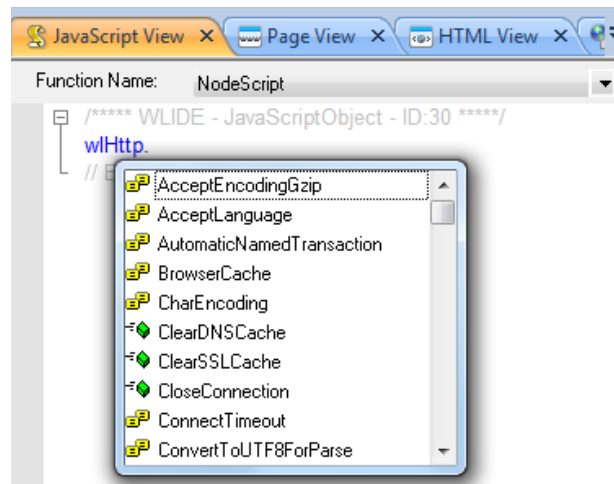 JavaScript View Page View HTML View
Function Name: NodeScript
/***** WLIDE - JavaScriptObject - ID:30 *****/
wlHttp.
//
AcceptEncodingGzip
AcceptLanguage
AutomaticNamedTransaction
BrowserCache
CharEncoding
ClearDNSCache
ClearSSLCache
CloseConnection
ConnectTimeout
ConvertToUTF8ForParse